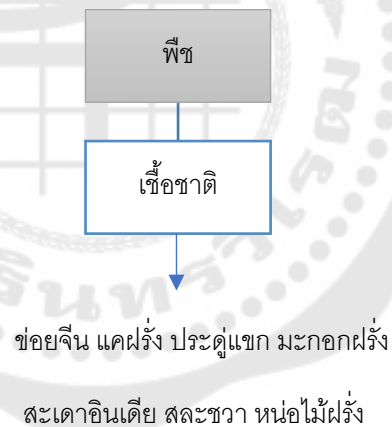 พืช
เชื้อชาติ
ข่อยจีน แคฝรั่ง ประดู่แขก มะกอกฝรั่ง
สะเดาอินเดีย สละชวา หน่อไม้ฝรั่ง